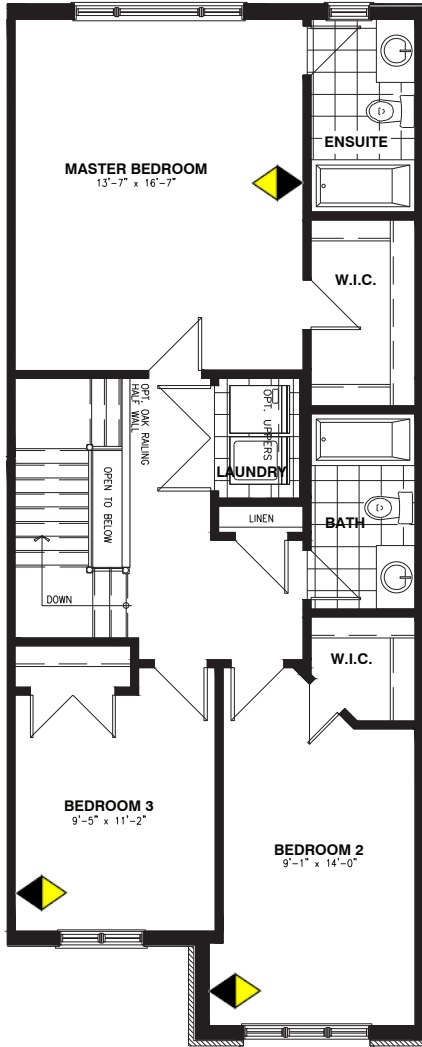 ENSUITE
MASTER BEDROOM
13'-7" x 16'-7"
W.I.C.
OPT. OAK RAILING
HALF WALL
OPT. UPPERS
LAUNDRY
OPEN TO BELOW
LINEN
BATH
DOWN
W.I.C.
BEDROOM 3
9'-5" x 11'-2"
BEDROOM 2
9'-1" x 14'-0"